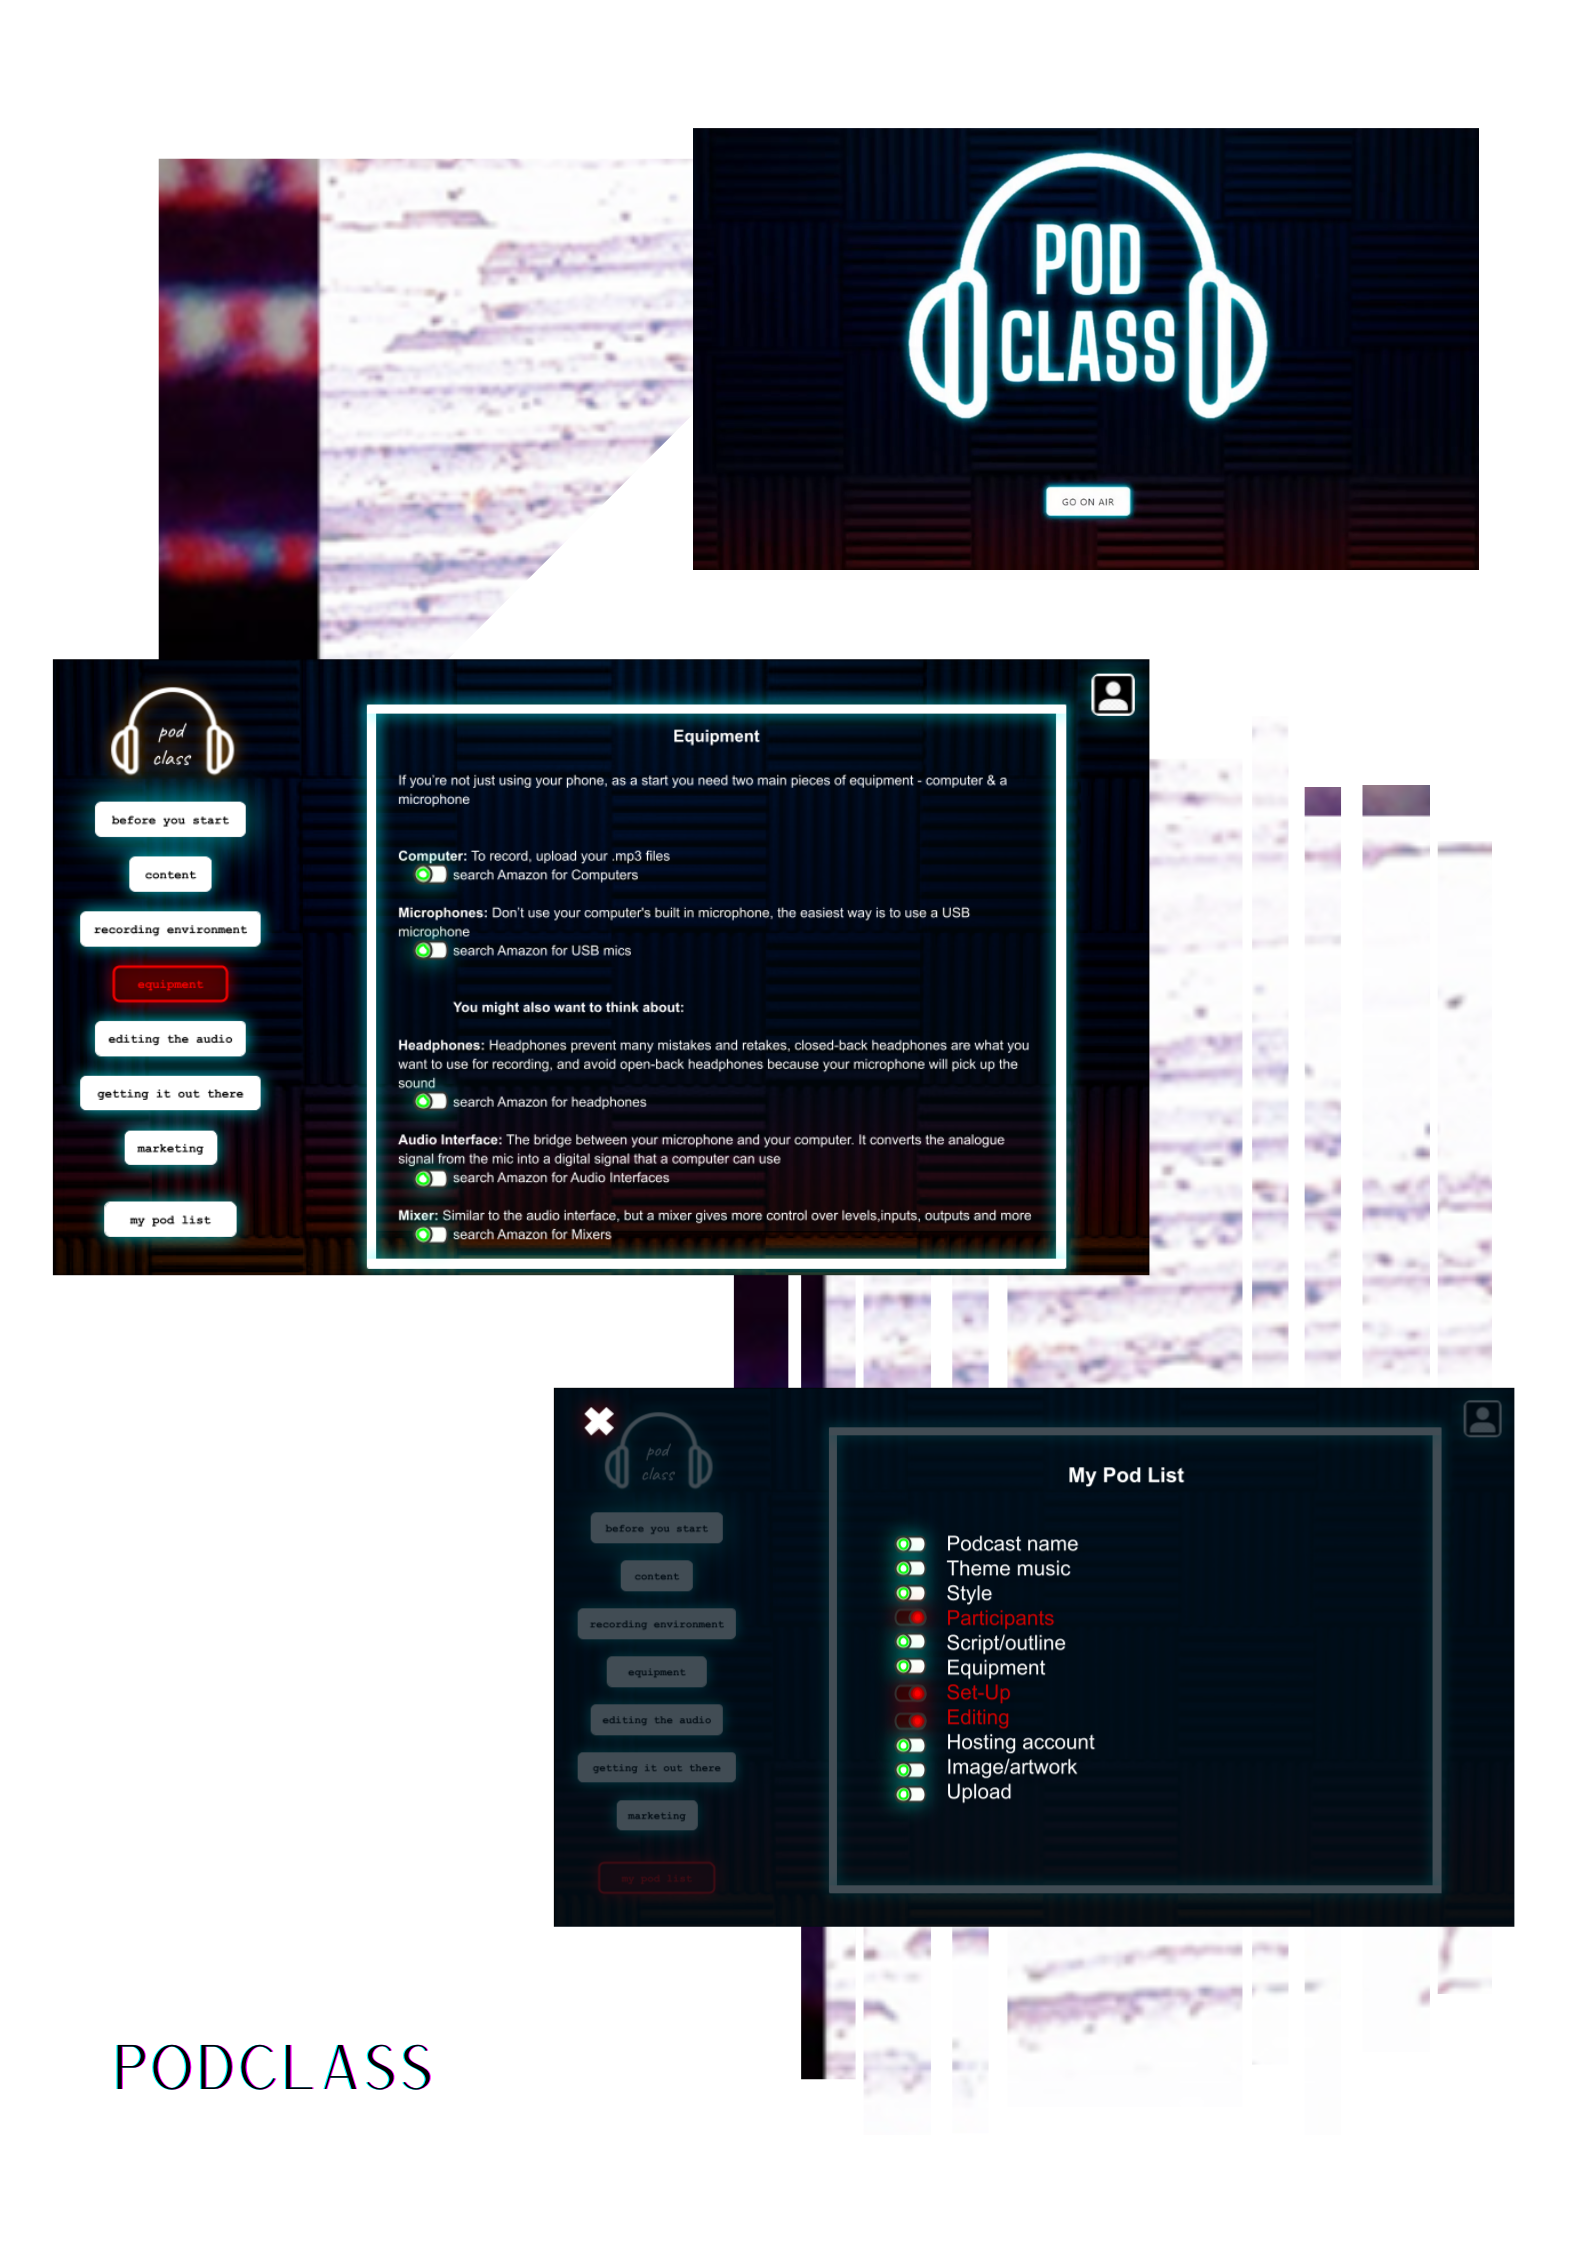 POD
CLASS
GO ON AIR
pod
class
before you start
content
recording environment
equipment
editing the audio
getting it out there
marketing
my pod list
Equipment
If you're not just using your phone, as a start you need two main pieces of equipment - computer & a
microphone
Computer: To record, upload your .mp3 files
search Amazon for Computers
Microphones: Don't use your computer's built in microphone, the easiest way is to use a USB
microphone
search Amazon for USB mics
You might also want to think about:
Headphones: Headphones prevent many mistakes and retakes, closed-back headphones are what you
want to use for recording, and avoid open-back headphones because your microphone will pick up the
sound
search Amazon for headphones
Audio Interface: The bridge between your microphone and your computer. It converts the analogue
signal from the mic into a digital signal that a computer can use
search Amazon for Audio Interfaces
Mixer: Similar to the audio interface, but a mixer gives more control over levels,inputs, outputs and more
search Amazon for Mixers
pod
class
before you start
content
recording environment
equipment
editing the audio
getting it out there
marketing
my pod list
My Pod List
Podcast name
Theme music
Style
Participants
Script/outline
Equipment
Set-Up
Editing
Hosting account
Image/artwork
Upload
PODCLASS